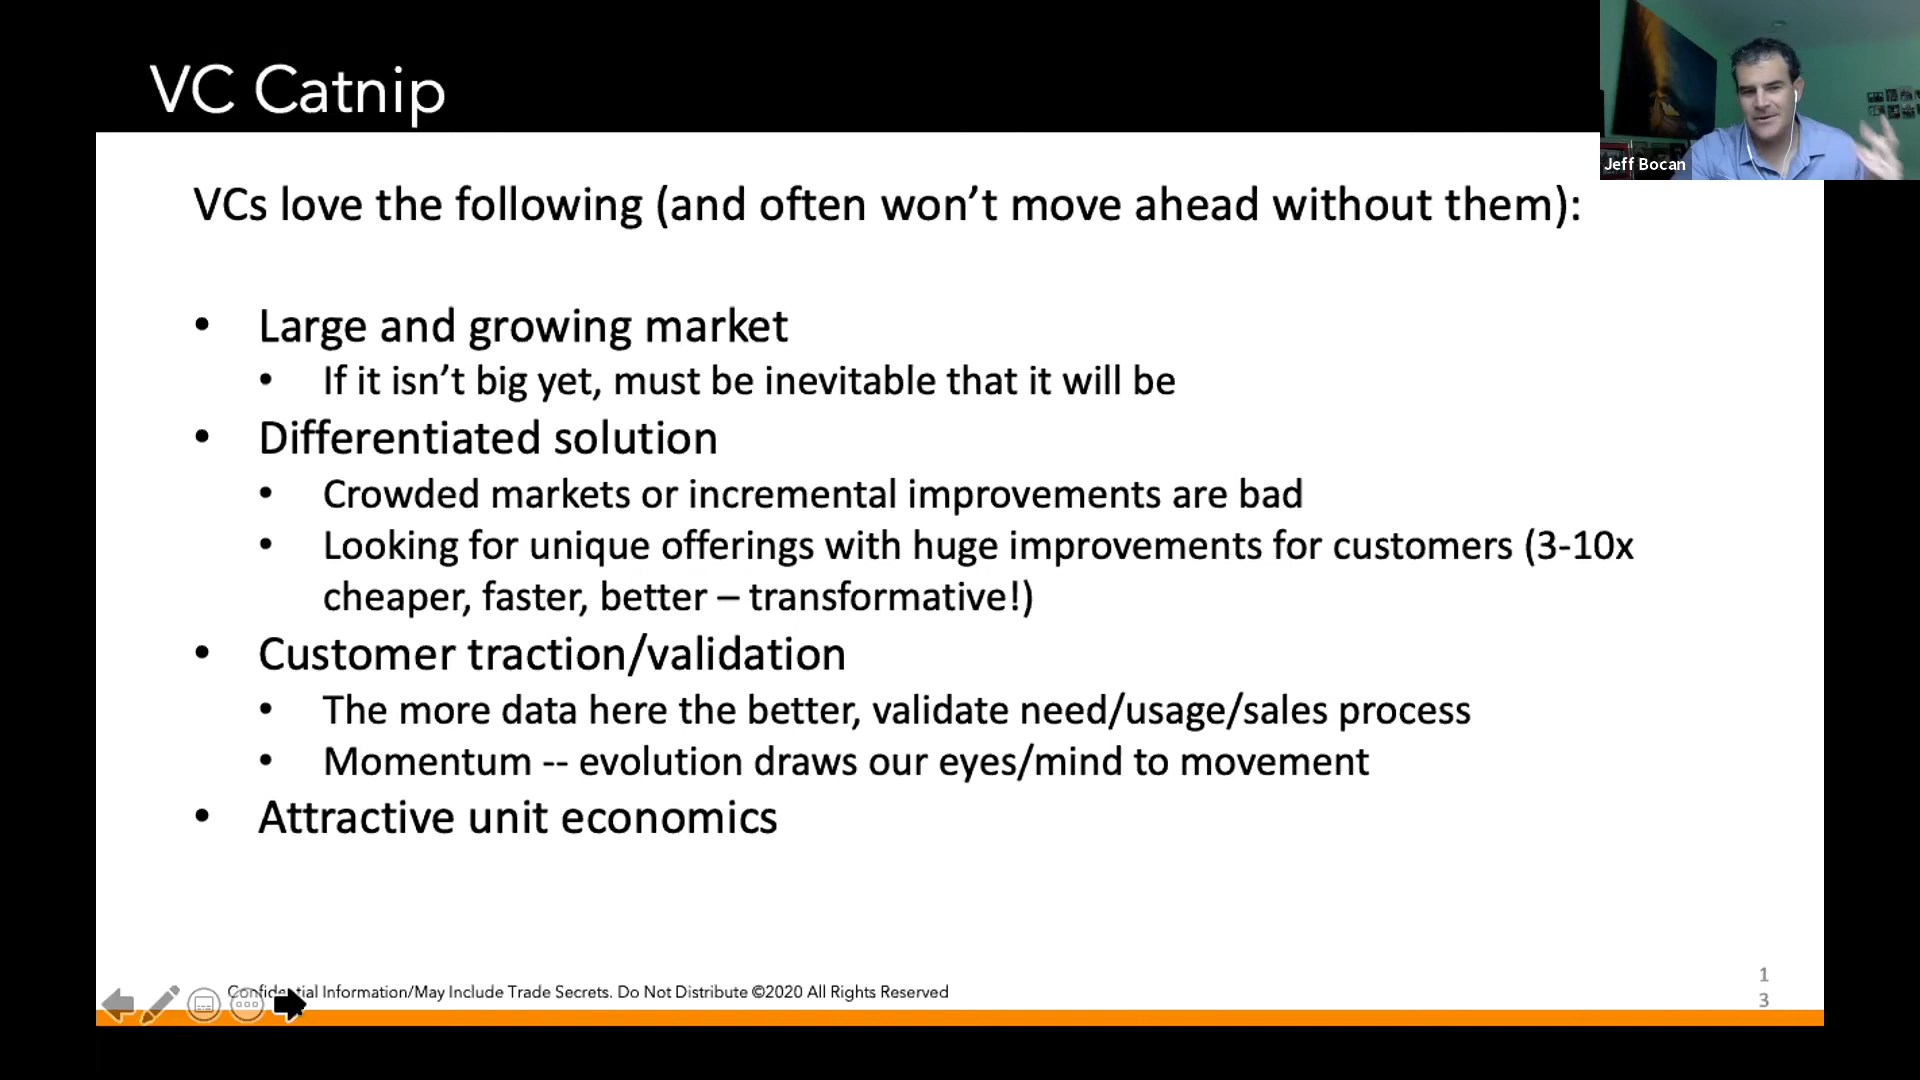 VC Catnip
Jeff Bocan
VCs love the following (and often won’t move ahead without them):
• Large and growing market
• If it isn’t big yet, must be inevitable that it will be
• Differentiated solution
• Crowded markets or incremental improvements are bad
• Looking for unique offerings with huge improvements for customers (3-10x
cheaper, faster, better – transformative!)
• Customer traction/validation
• The more data here the better, validate need/usage/sales process
• Momentum -- evolution draws our eyes/mind to movement
• Attractive unit economics
Confidential Information/May Include Trade Secrets. Do Not Distribute ©2020 All Rights Reserved
1
3